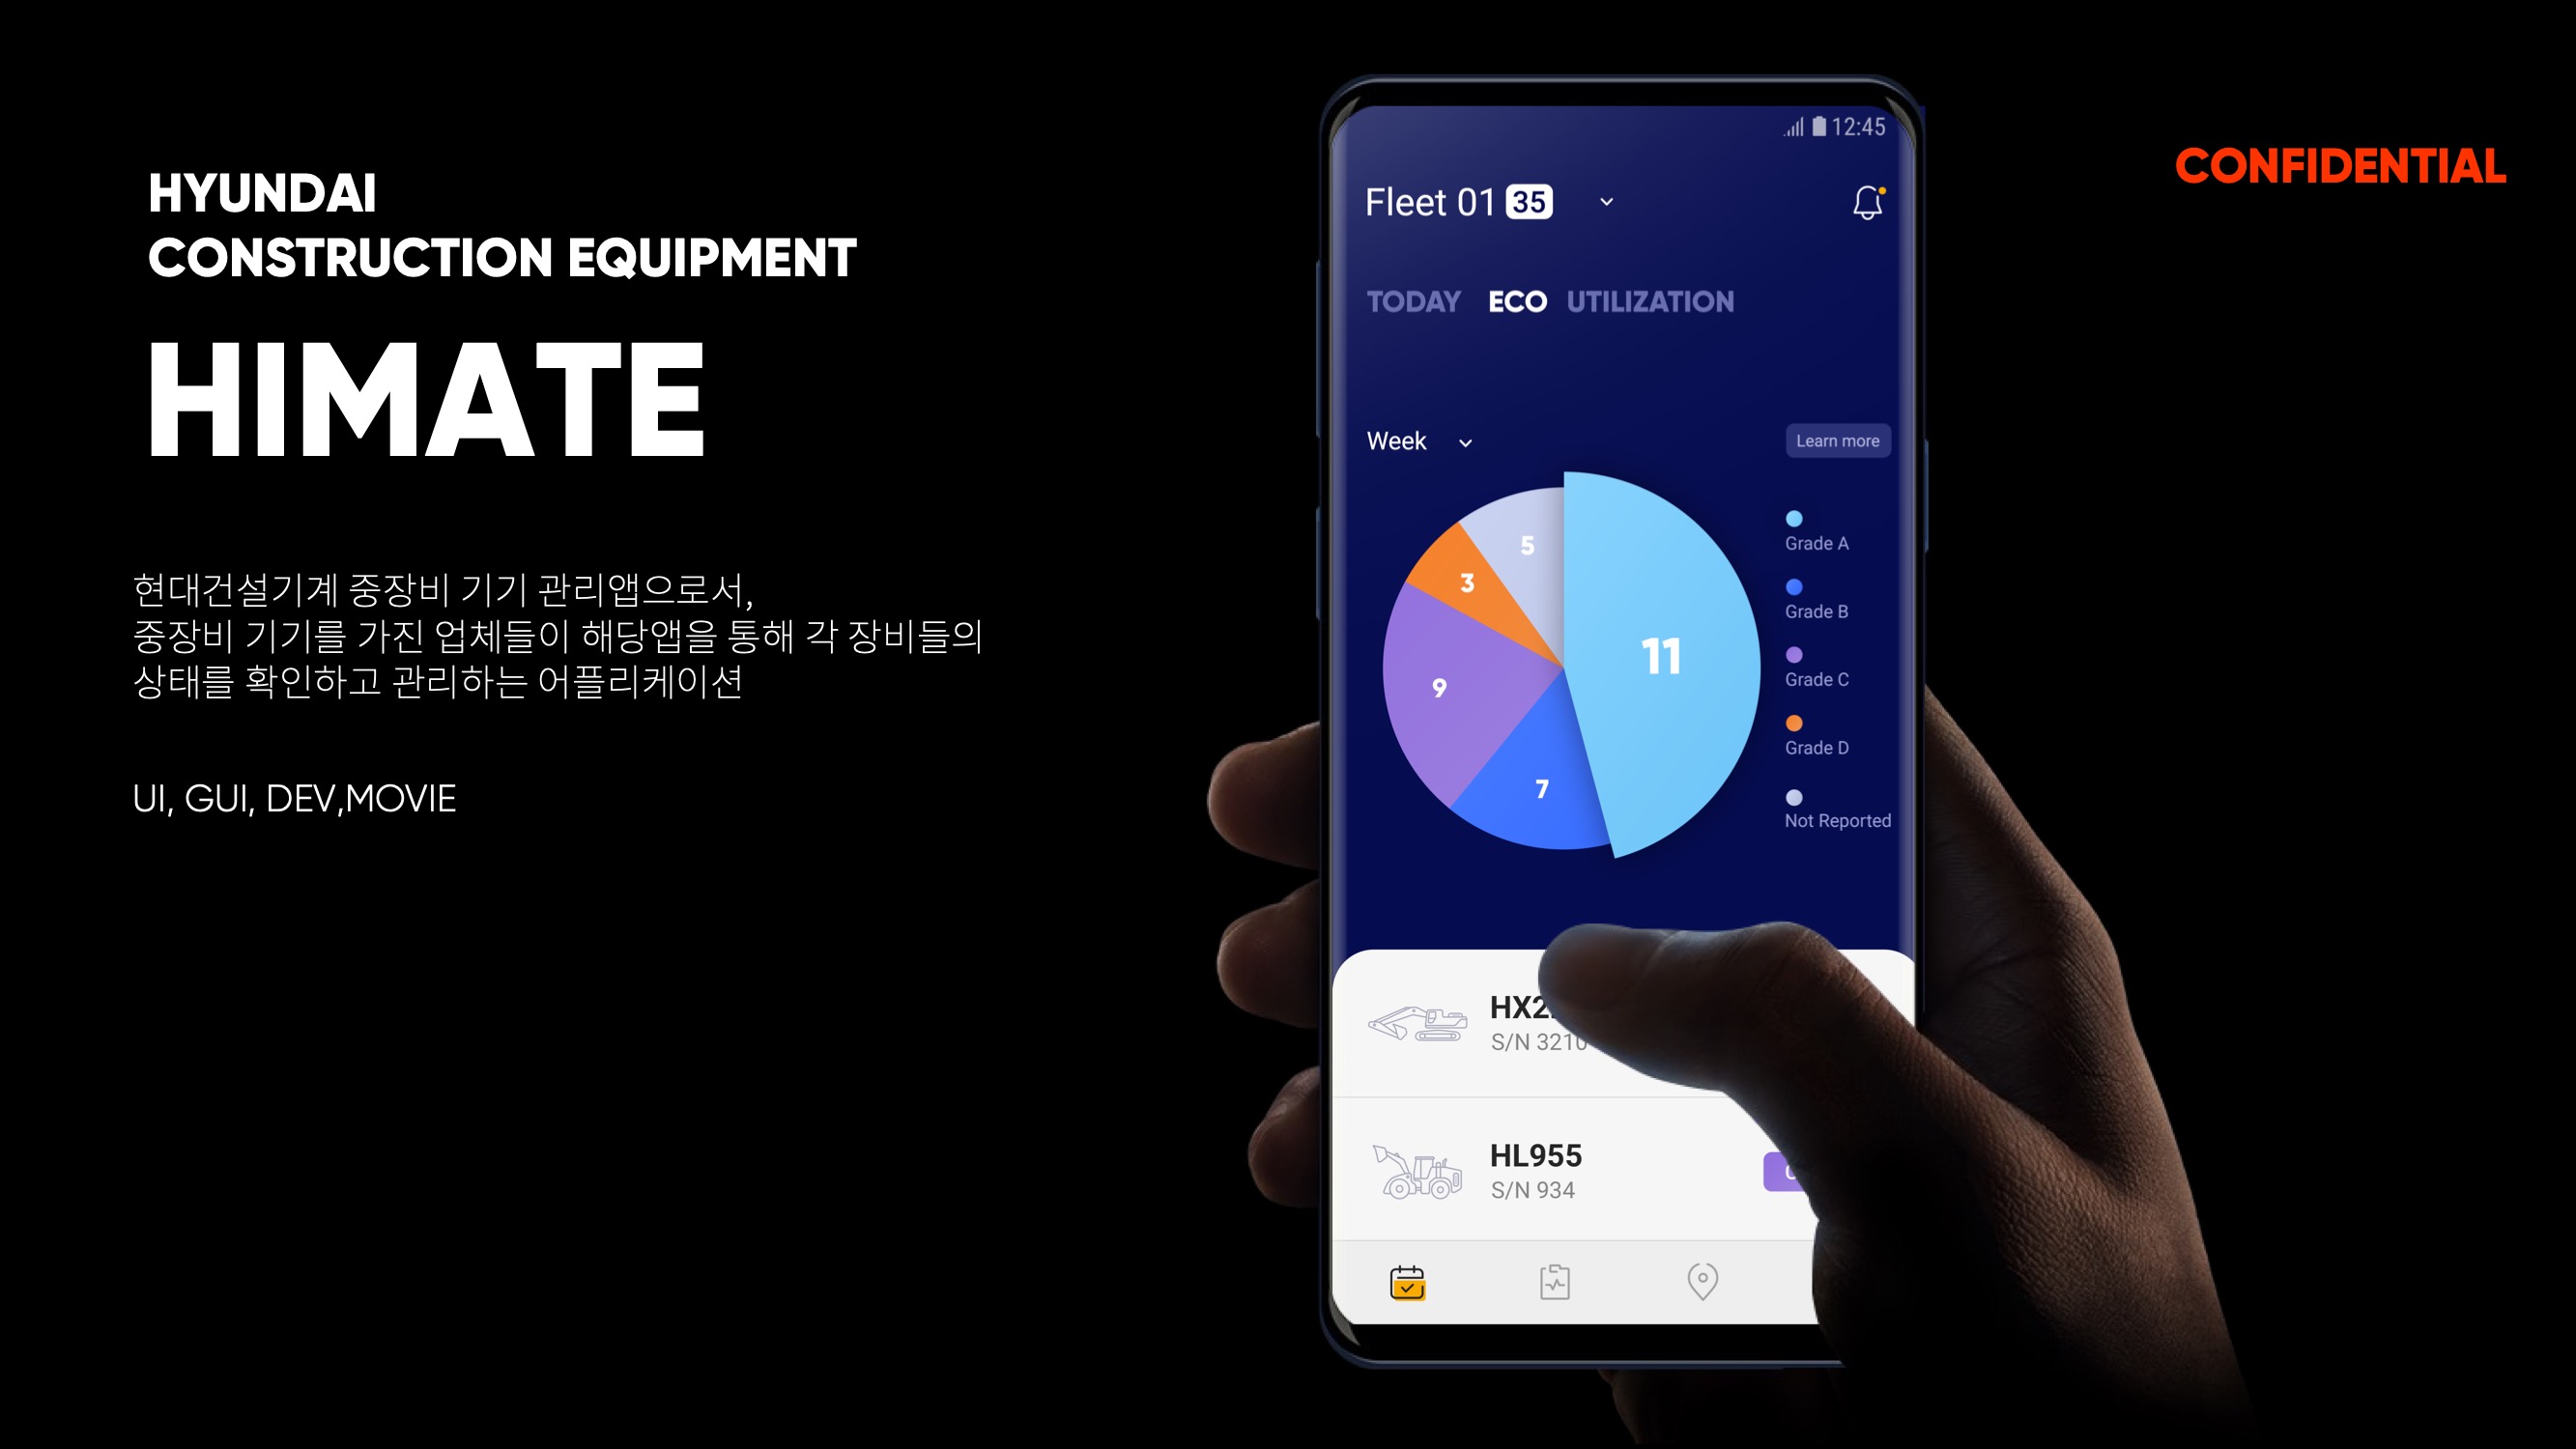 HYUNDAI
CONSTRUCTION EQUIPMENT
HIMATE
현대건설기계 중장비 기기 관리앱으로서,
중장비 기기를 가진 업체들이 해당앱을 통해 각 장비들의
상태를 확인하고 관리하는 어플리케이션
UI, GUI, DEV,MOVIE
CONFIDENTIAL
12:45
Fleet 01 35
TODAY ECO UTILIZATION
Week
Learn more
5
3
11
9
7
Grade A
Grade B
Grade C
Grade D
Not Reported
S/N
HL955
S/N 934